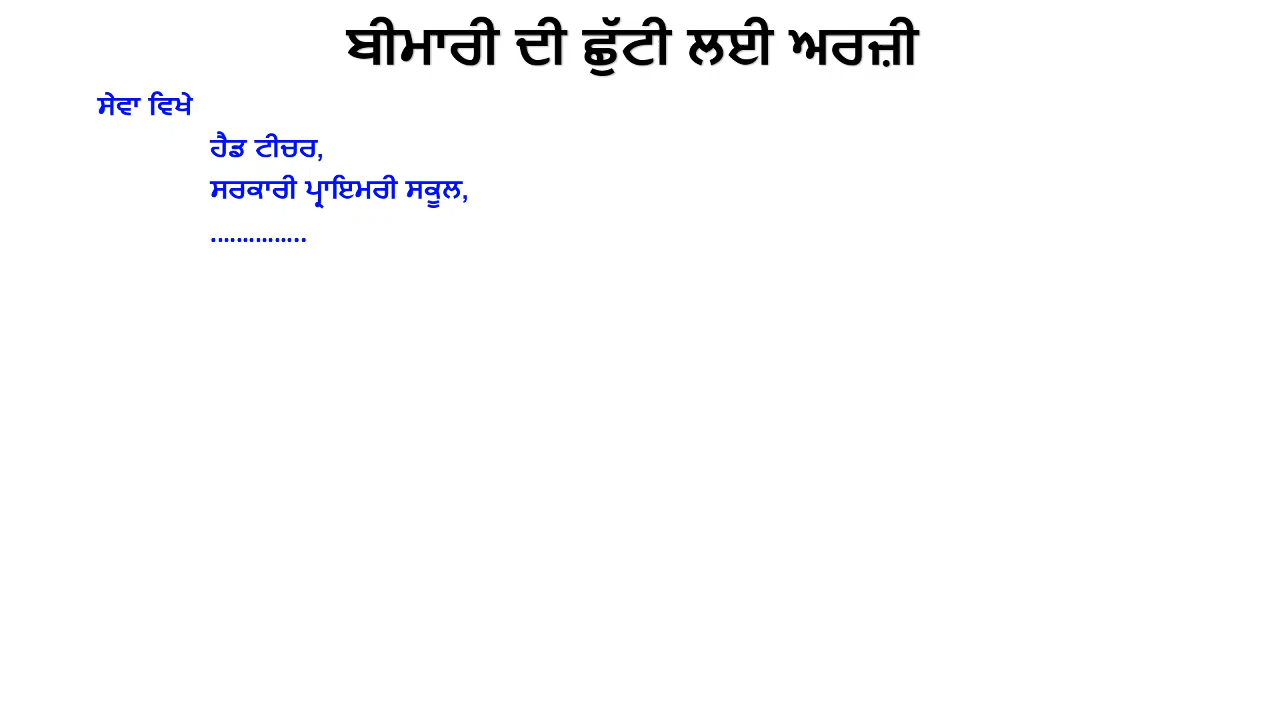 ਬੀਮਾਰੀ ਦੀ ਛੁੱਟੀ ਲਈ ਅਰਜ਼ੀ
ਸੇਵਾ ਵਿਖੇ
ਹੈਡ ਟੀਚਰ,
ਸਰਕਾਰੀ ਪ੍ਰਾਇਮਰੀ ਸਕੂਲ,
...............